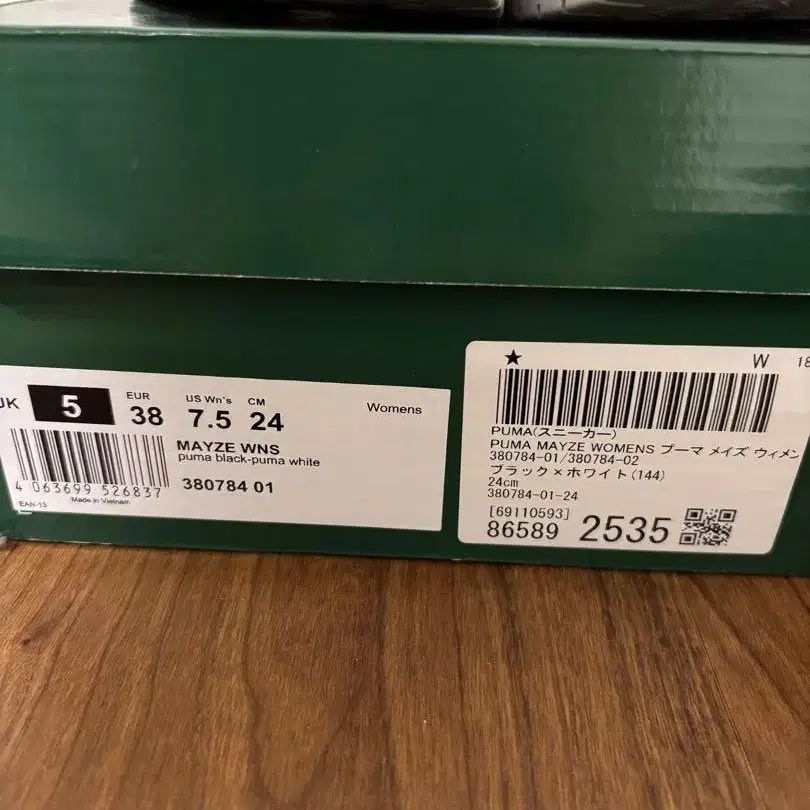 UK 5 EUR 38 US Wn's 7.5 CM 24 Womens
MAYZE WNS
puma black-puma white
380784 01
4 063699 526837
EAN-13 Made in Vietnam
★ W 18
PUMA(スニーカー)
PUMA MAYZE WOMENS プーマ メイズ ウィメン
380784-01/380784-02
ブラック×ホワイト(144)
24cm
380784-01-24
[69110593]
86589 2535